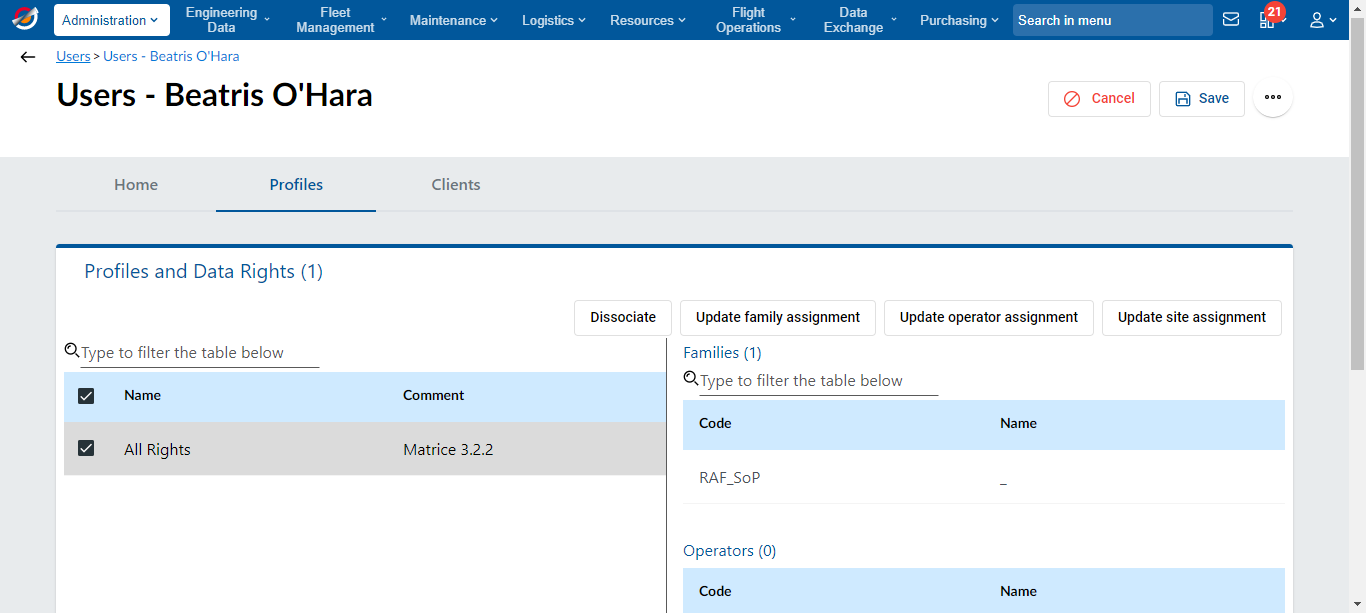 Administration
Engineering
Data
Fleet
Management
Maintenance
Logistics
Resources
Flight
Operations
Data
Exchange
Purchasing
Search in menu
21
Users > Users - Beatris O'Hara
Users - Beatris O'Hara
Cancel
Save
Home
Profiles
Clients
Profiles and Data Rights (1)
Dissociate
Update family assignment
Update operator assignment
Update site assignment
Type to filter the table below
Name Comment
All Rights Matrice 3.2.2
Families (1)
Type to filter the table below
Code Name
RAF_SoP _
Operators (0)
Code Name